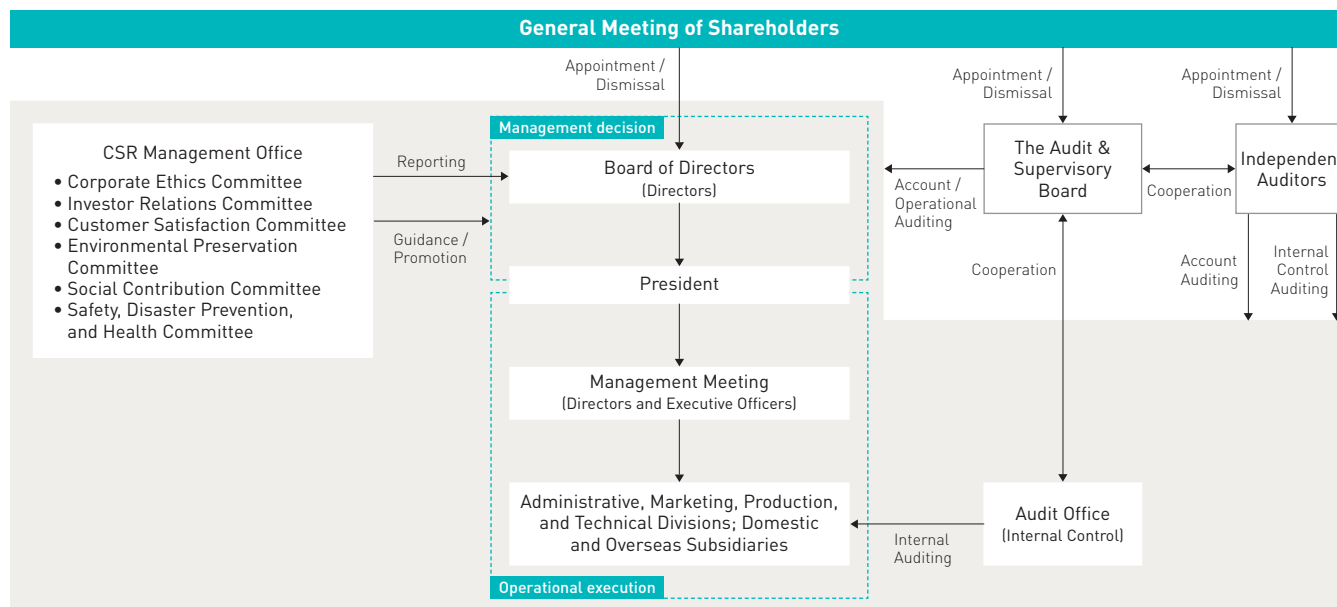 General Meeting of Shareholders
Appointment /
Dismissal
Appointment /
Dismissal
Appointment /
Dismissal
CSR Management Office
• Corporate Ethics Committee
• Investor Relations Committee
• Customer Satisfaction Committee
• Environmental Preservation
Committee
• Social Contribution Committee
• Safety, Disaster Prevention,
and Health Committee
Reporting
Guidance /
Promotion
Management decision
Board of Directors
(Directors)
President
Management Meeting
(Directors and Executive Officers)
Administrative, Marketing, Production,
and Technical Divisions; Domestic
and Overseas Subsidiaries
Operational execution
Account /
Operational
Auditing
The Audit &
Supervisory
Board
Cooperation
Independen
Auditors
Cooperation
Account
Auditing
Internal
Control
Auditing
Internal
Auditing
Audit Office
(Internal Control)